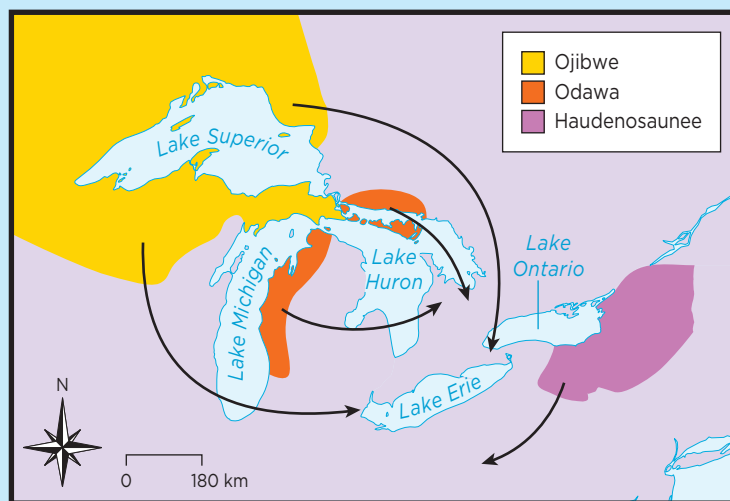 Ojibwe
Odawa
Haudenosaunee
Lake Superior
Lake Michigan
Lake
Huron
Lake
Ontario
Lake Erie
N
0 180 km